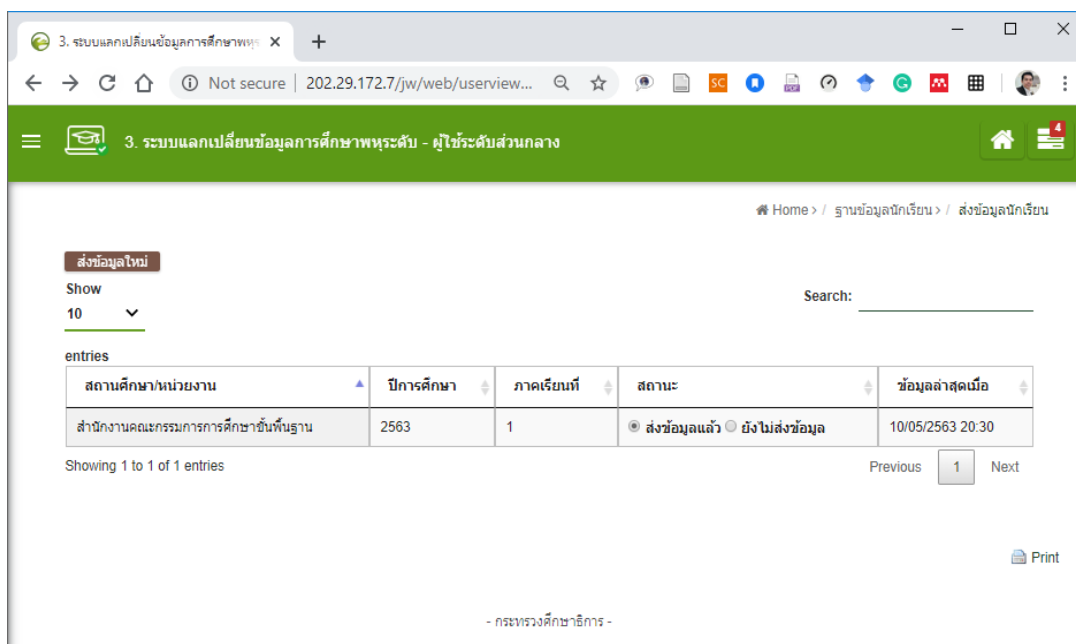 3. ระบบแลกเปลี่ยนข้อมูลการศึกษาพหุร
Not secure | 202.29.172.7/jw/web/userview...
3. ระบบแลกเปลี่ยนข้อมูลการศึกษาพหุระดับ - ผู้ใช้ระดับส่วนกลาง
4
Home > / ฐานข้อมูลนักเรียน > / ส่งข้อมูลนักเรียน
ส่งข้อมูลใหม่
Show
10
Search:
entries
สถานศึกษา/หน่วยงาน ปีการศึกษา ภาคเรียนที่ สถานะ ข้อมูลล่าสุดเมื่อ
สำนักงานคณะกรรมการการศึกษาขั้นพื้นฐาน 2563 1 ส่งข้อมูลแล้ว ยังไม่ส่งข้อมูล 10/05/2563 20:30
Showing 1 to 1 of 1 entries
Previous 1 Next
Print
- กระทรวงศึกษาธิการ -